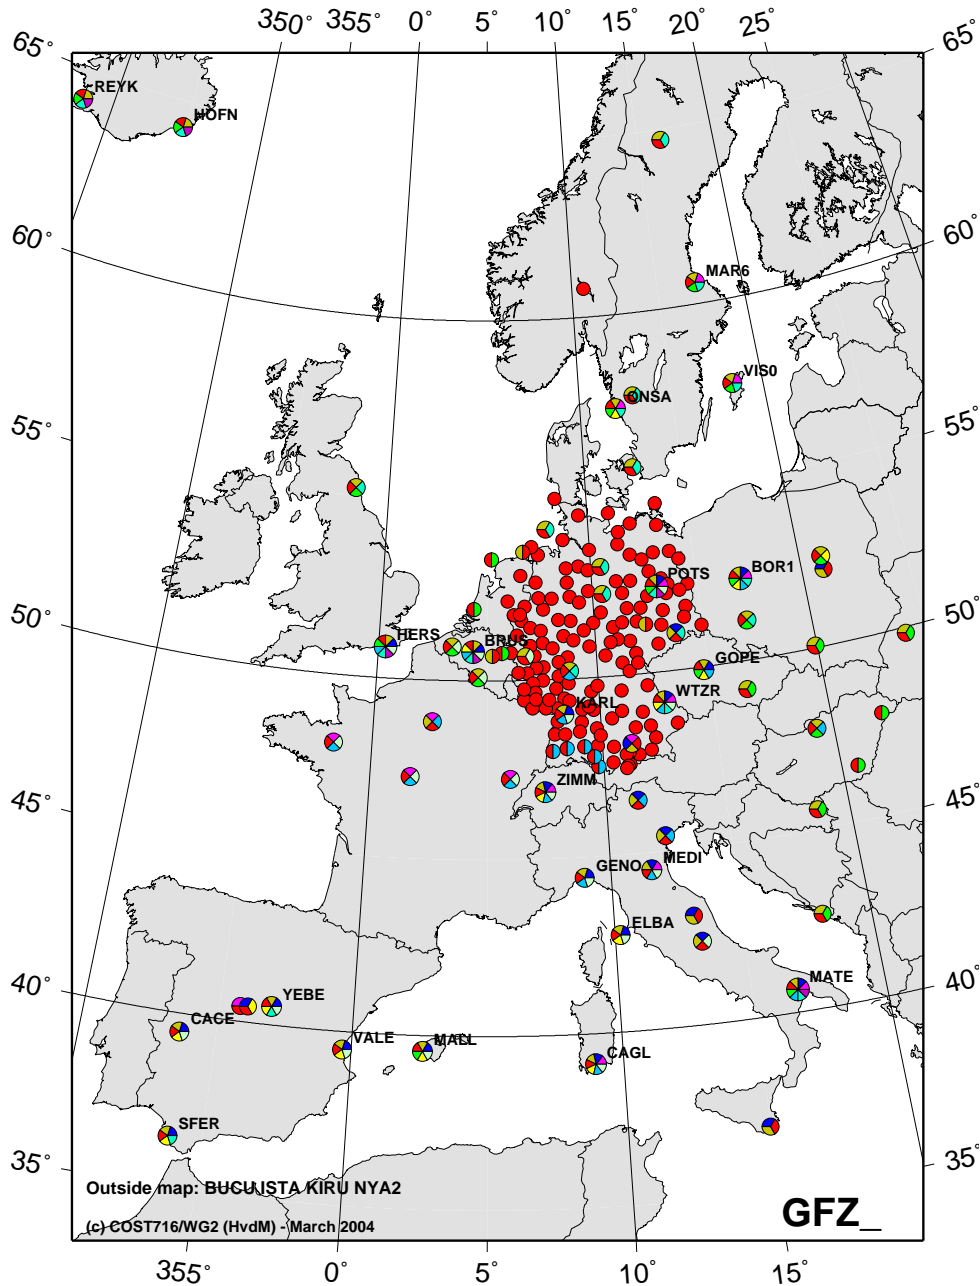 350° 355° 0° 5° 10° 15° 20° 25°
65° 65°
REYK
HOFN
60° 60°
MAR6
VIS0
ONSA
55° 55°
POTS
BOR1
50° 50°
HERS
BRUS
GOPE
WTZR
KARL
ZIMM
45° 45°
GENO
MEDI
ELBA
MATE
40° 40°
YEBE
CACE
VALE
MALL
CAGL
SFER
35° 35°
Outside map: BUCU ISTA KIRU NYA2
(c) COST716/WG2 (HvdM) - March 2004
GFZ_
355° 0° 5° 10° 15°